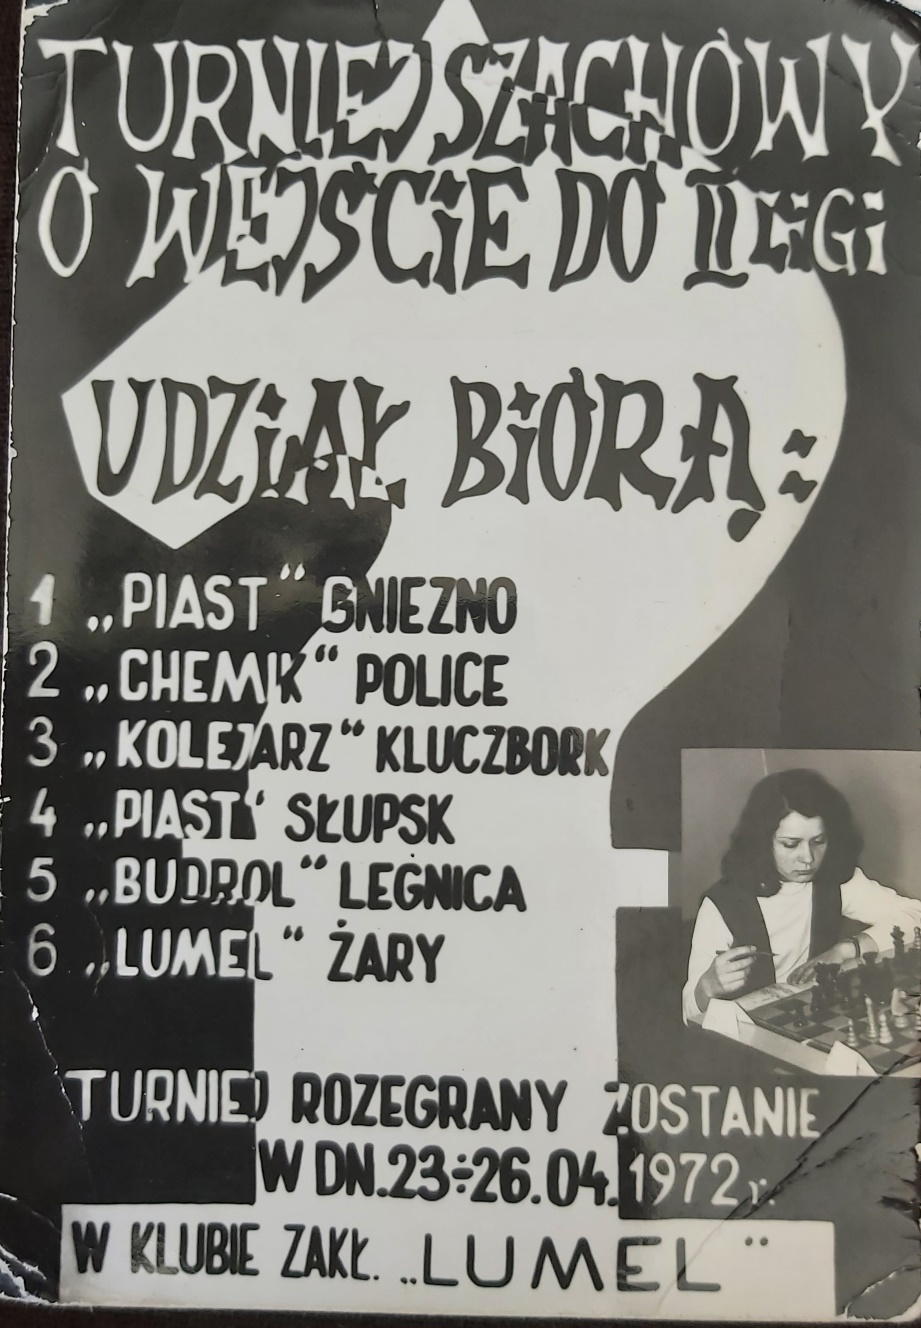 TURNIEJ SZACHOWY
O WEJŚCIE DO II LiGi
UDZiAŁ BiORĄ:
1 „PIAST“ GNIEZNO
2 „CHEMIK“ POLICE
3 „KOLEJARZ“ KLUCZBORK
4 „PIAST“ SŁUPSK
5 „BUDROL“ LEGNICA
6 „LUMEL“ ŻARY
TURNIEJ ROZEGRANY ZOSTANIE
W DN. 23÷26.04.1972 r.
W KLUBIE ZAKŁ. „LUMEL”